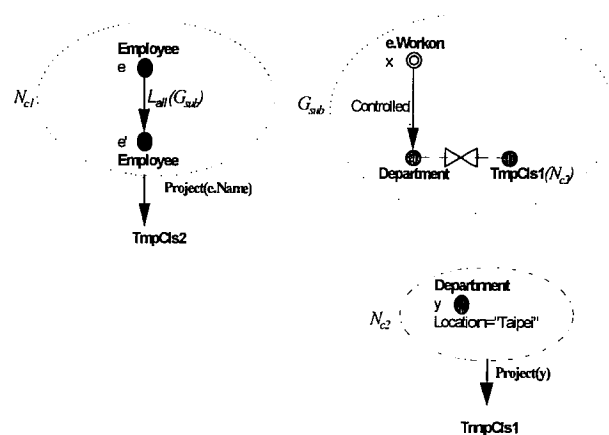 Employee
e
N_c1
L_all(G_sub)
e'
Employee
Project(e.Name)
TmpCls2
e.Workon
x
G_sub
Controlled
Department
TmpCls1(N_c3)
Department
y
Location="Taipei"
N_c2
Project(y)
TmpCls1